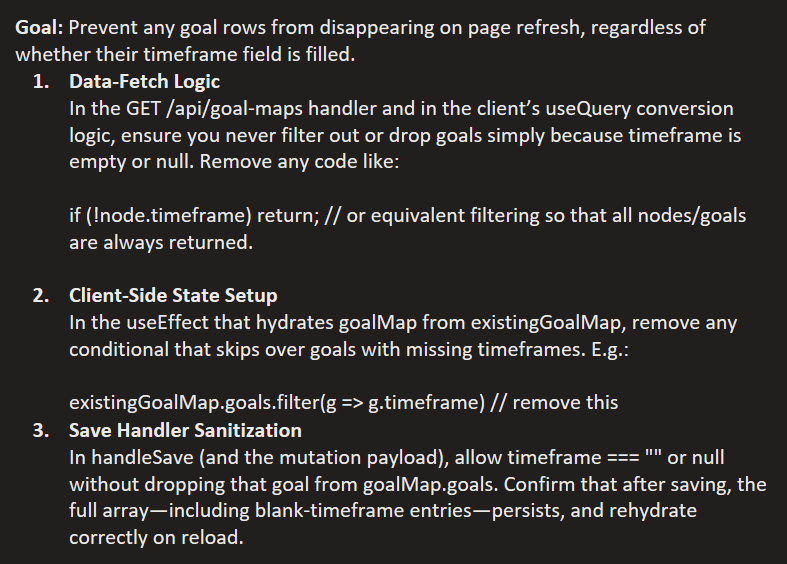 Goal: Prevent any goal rows from disappearing on page refresh, regardless of
whether their timeframe field is filled.
1. Data-Fetch Logic
In the GET /api/goal-maps handler and in the client’s useQuery conversion
logic, ensure you never filter out or drop goals simply because timeframe is
empty or null. Remove any code like:
if (!node.timeframe) return; // or equivalent filtering so that all nodes/goals
are always returned.
2. Client-Side State Setup
In the useEffect that hydrates goalMap from existingGoalMap, remove any
conditional that skips over goals with missing timeframes. E.g.:
existingGoalMap.goals.filter(g => g.timeframe) // remove this
3. Save Handler Sanitization
In handleSave (and the mutation payload), allow timeframe === "" or null
without dropping that goal from goalMap.goals. Confirm that after saving, the
full array—including blank-timeframe entries—persists, and rehydrate
correctly on reload.